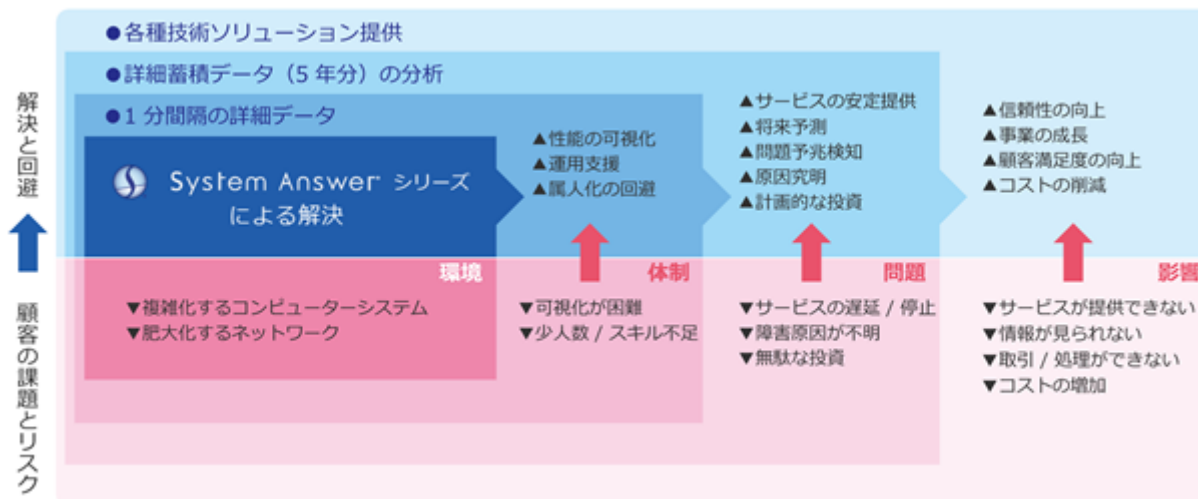 ●各種技術ソリューション提供
●詳細蓄積データ（5 年分）の分析
●1 分間隔の詳細データ
System Answer シリーズ
による解決
▲性能の可視化
▲運用支援
▲属人化の回避
▲サービスの安定提供
▲将来予測
▲問題予兆検知
▲原因究明
▲計画的な投資
▲信頼性の向上
▲事業の成長
▲顧客満足度の向上
▲コストの削減
解決と回避
環境
体制
問題
影響
▼複雑化するコンピューターシステム
▼肥大化するネットワーク
▼可視化が困難
▼少人数 / スキル不足
▼サービスの遅延 / 停止
▼障害原因が不明
▼無駄な投資
▼サービスが提供できない
▼情報が見られない
▼取引 / 処理ができない
▼コストの増加
顧客の課題とリスク